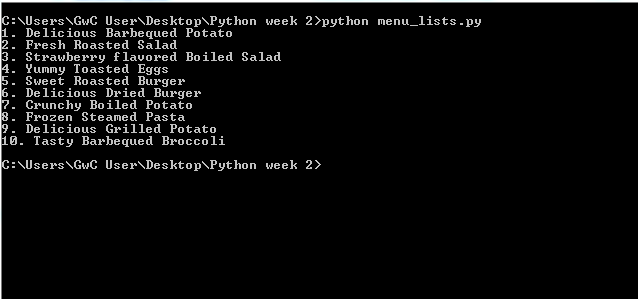 C:\Users\GwC User\Desktop\Python week 2>python menu_lists.py
1. Delicious Barbequed Potato
2. Fresh Roasted Salad
3. Strawberry flavored Boiled Salad
4. Yummy Toasted Eggs
5. Sweet Roasted Burger
6. Delicious Dried Burger
7. Crunchy Boiled Potato
8. Frozen Steamed Pasta
9. Delicious Grilled Potato
10. Tasty Barbequed Broccoli
C:\Users\GwC User\Desktop\Python week 2>